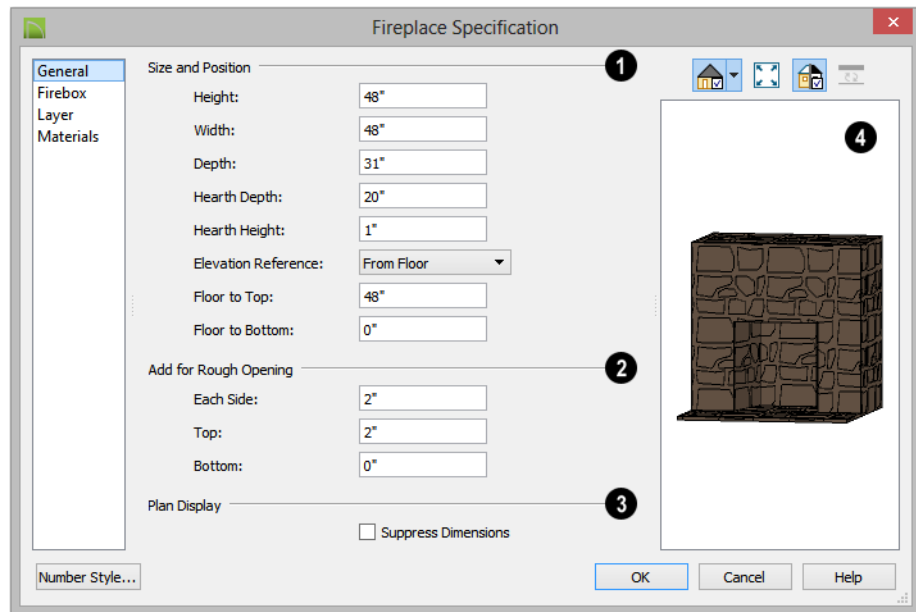 Fireplace Specification
General
Firebox
Layer
Materials
Size and Position 1
Height: 48"
Width: 48"
Depth: 31"
Hearth Depth: 20"
Hearth Height: 1"
Elevation Reference: From Floor
Floor to Top: 48"
Floor to Bottom: 0"
Add for Rough Opening 2
Each Side: 2"
Top: 2"
Bottom: 0"
Plan Display 3
Suppress Dimensions
4
Number Style... OK Cancel Help